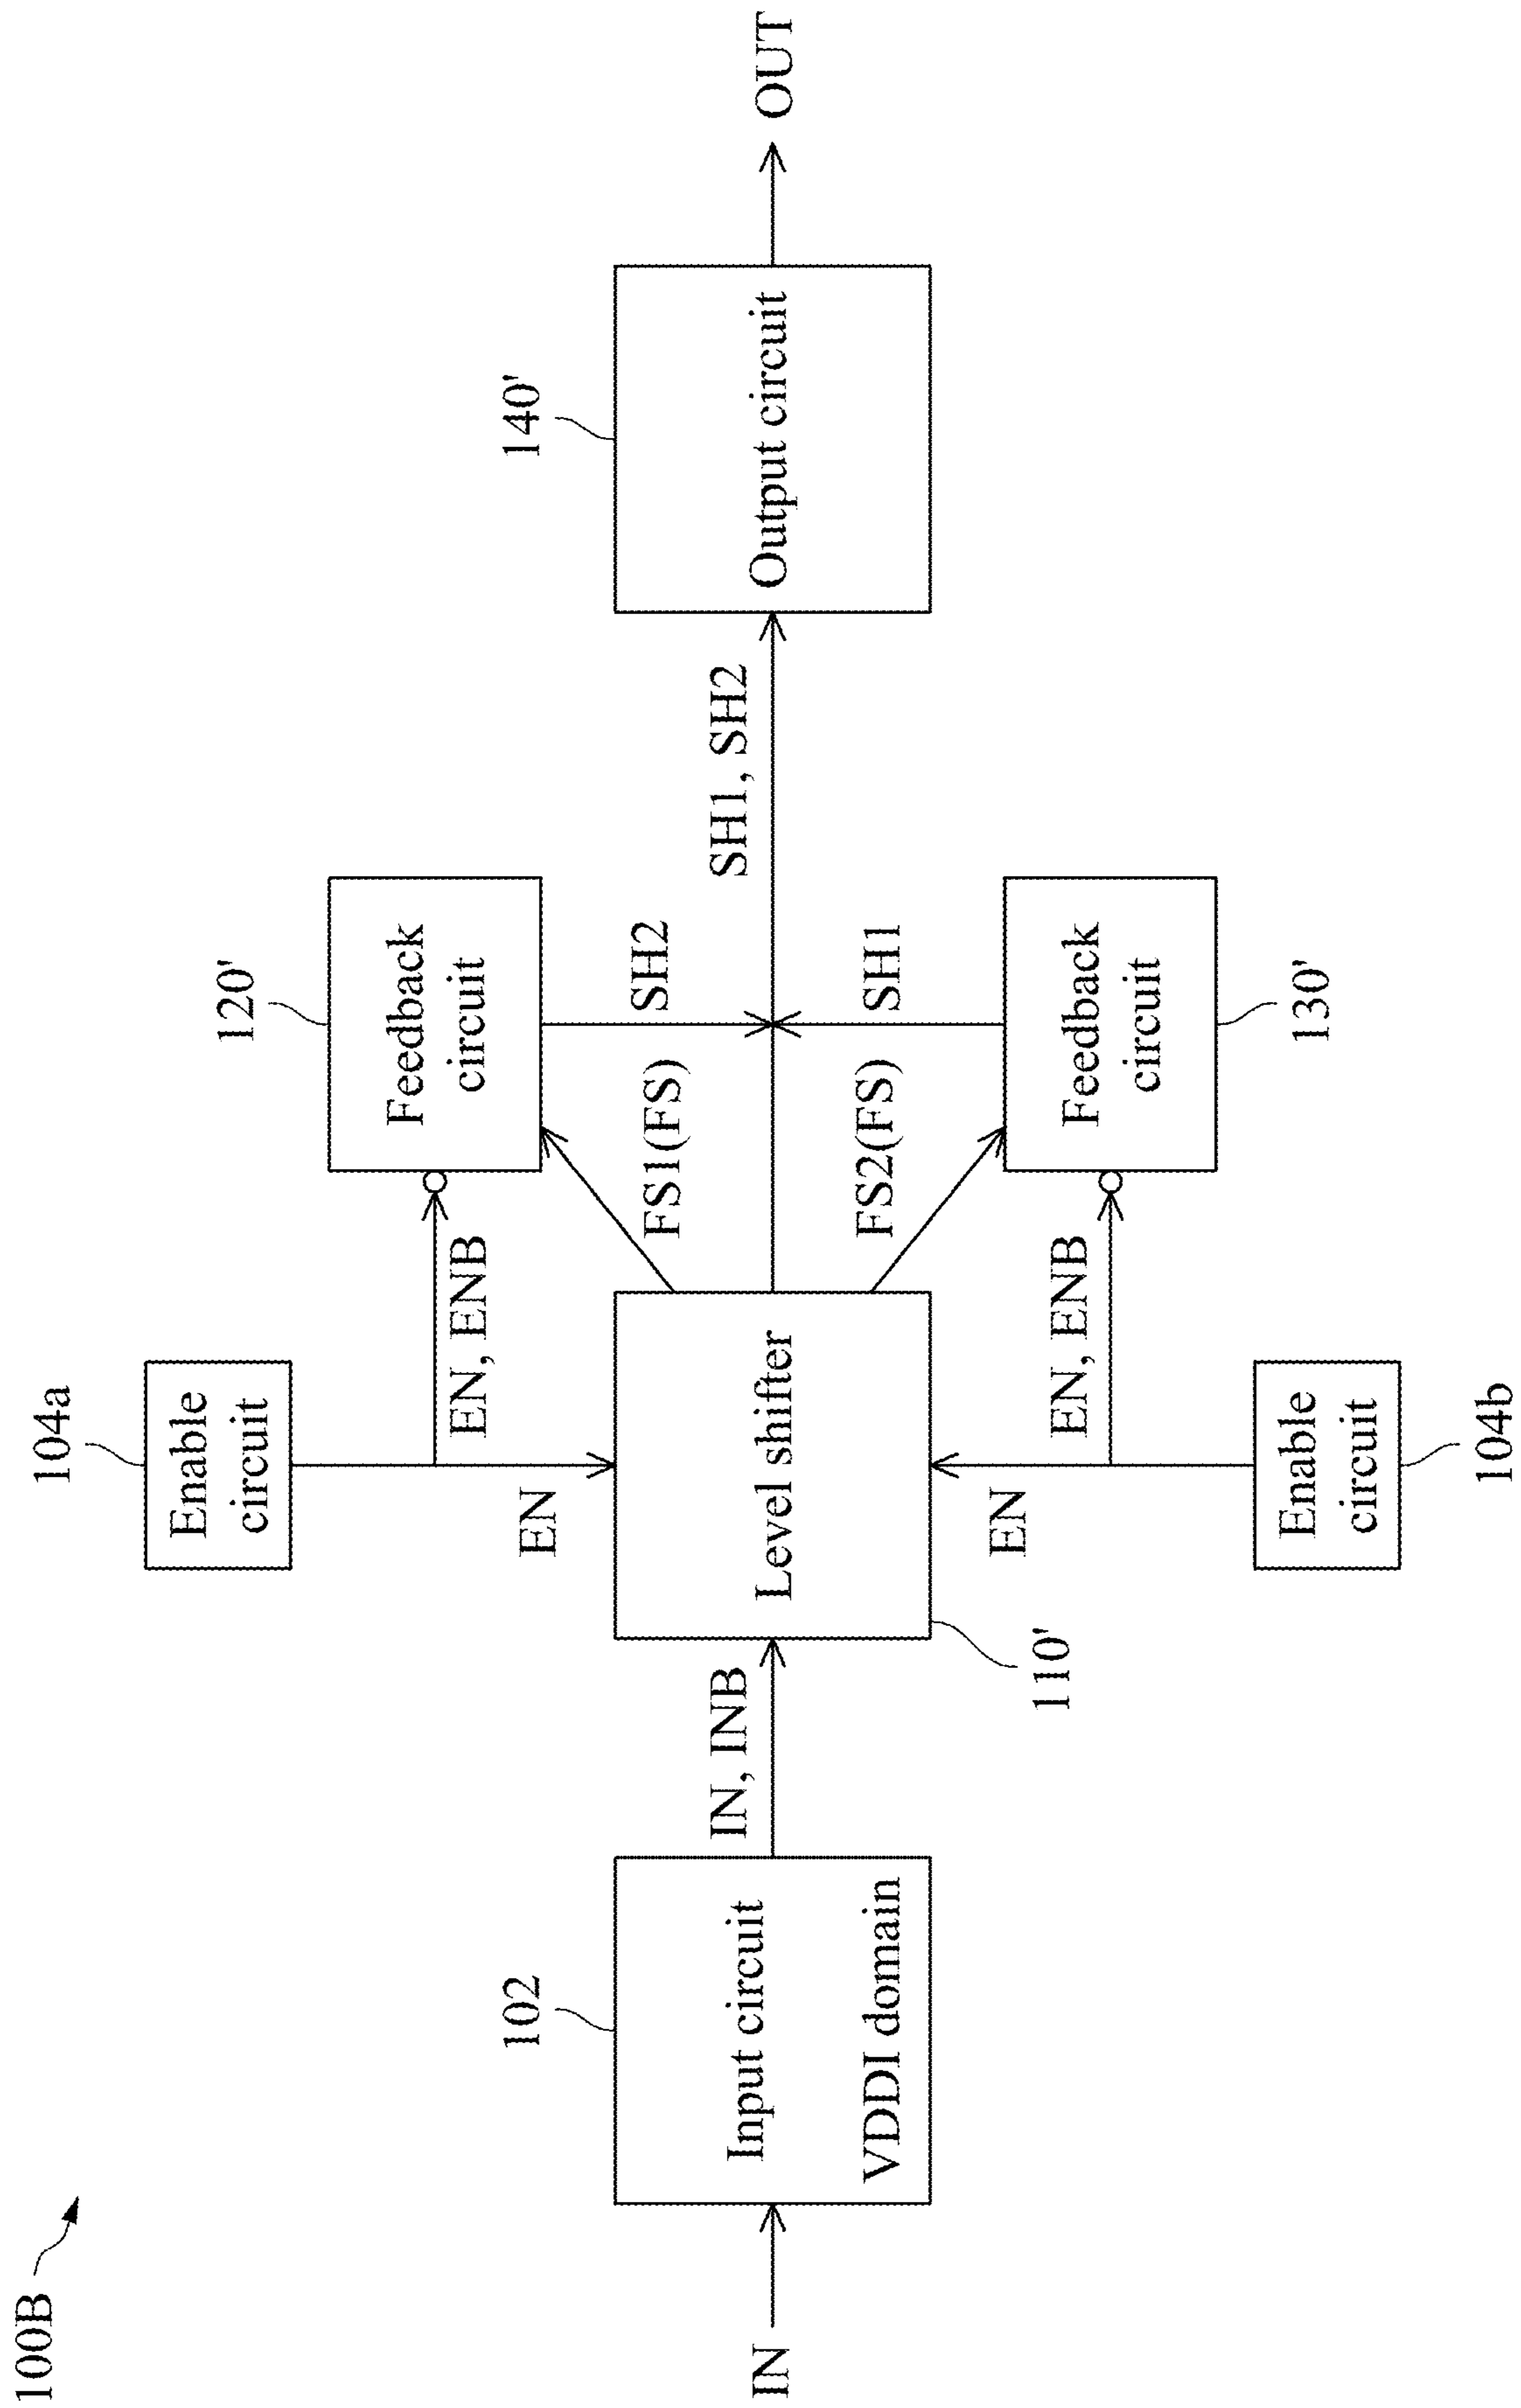 100B
104a
Enable
circuit
120'
Feedback
circuit
EN, ENB
EN
FS1(FS)
SH2
102
Input circuit
VDDI domain
IN
IN, INB
Level shifter
110'
SH1, SH2
140'
Output circuit
OUT
EN
EN, ENB
FS2(FS)
SH1
Feedback
circuit
130'
Enable
circuit
104b